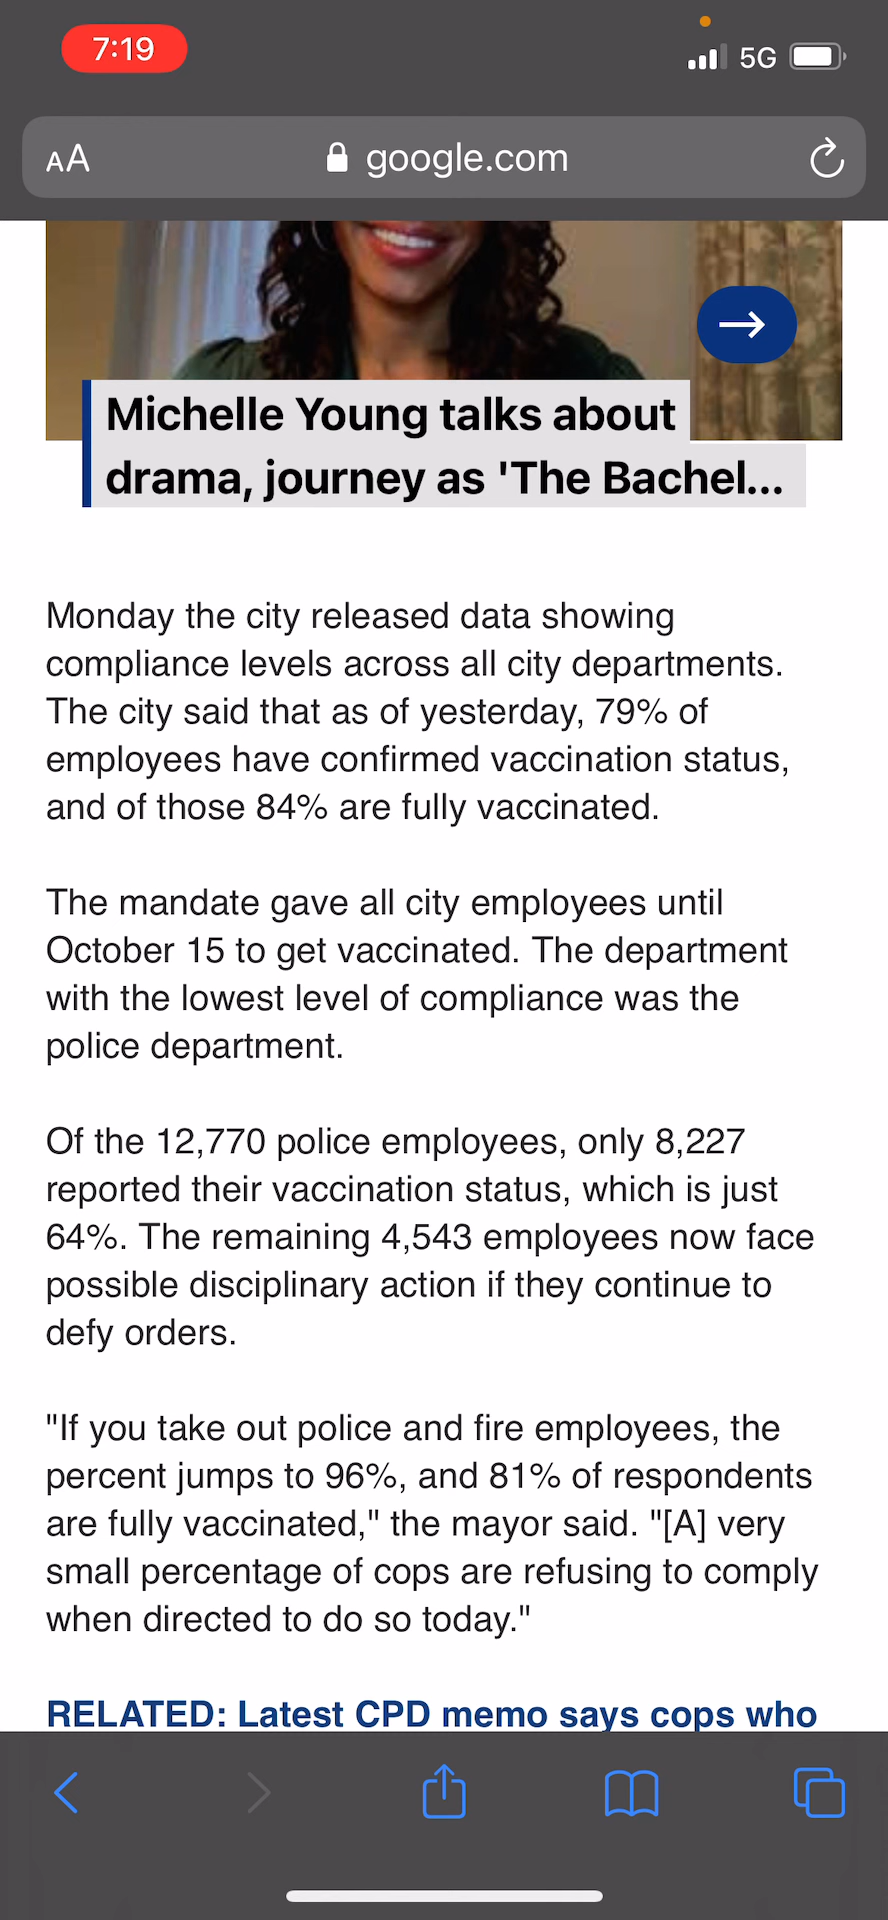 7:19
5G
AA
google.com
Michelle Young talks about
drama, journey as 'The Bachel...
Monday the city released data showing
compliance levels across all city departments.
The city said that as of yesterday, 79% of
employees have confirmed vaccination status,
and of those 84% are fully vaccinated.
The mandate gave all city employees until
October 15 to get vaccinated. The department
with the lowest level of compliance was the
police department.
Of the 12,770 police employees, only 8,227
reported their vaccination status, which is just
64%. The remaining 4,543 employees now face
possible disciplinary action if they continue to
defy orders.
"If you take out police and fire employees, the
percent jumps to 96%, and 81% of respondents
are fully vaccinated," the mayor said. "[A] very
small percentage of cops are refusing to comply
when directed to do so today."
RELATED: Latest CPD memo says cops who